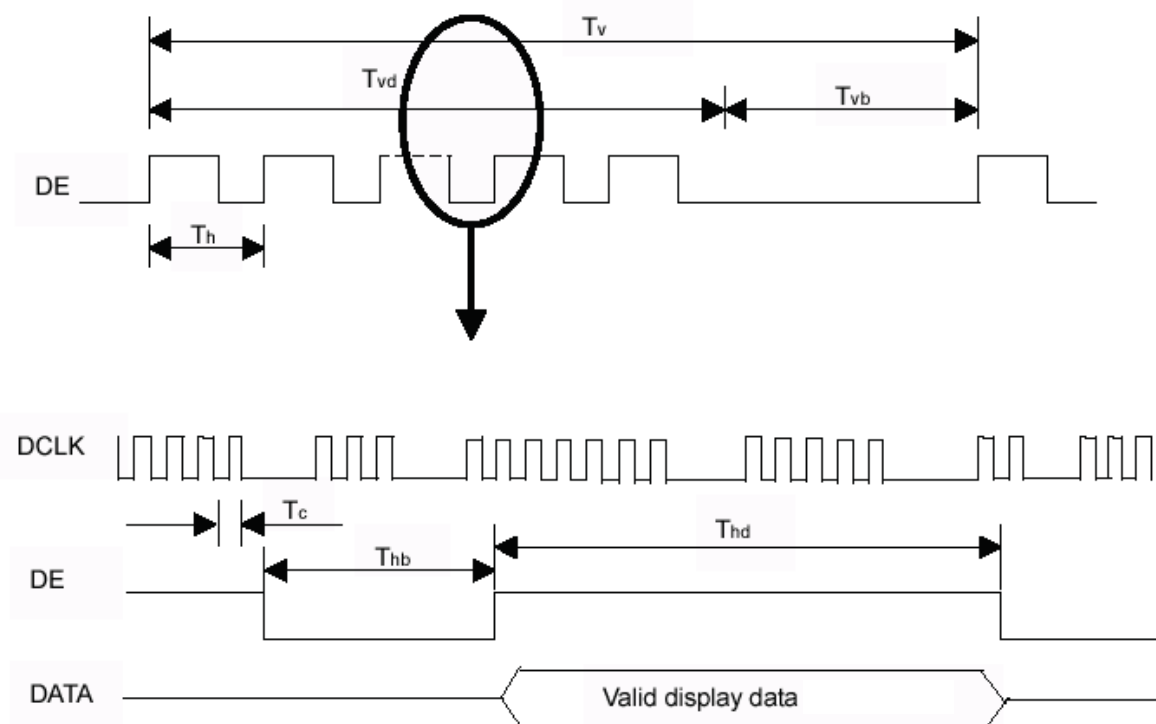 Tv
Tvd
Tvb
DE
Th
DCLK
Tc
Thd
Thb
DE
DATA
Valid display data